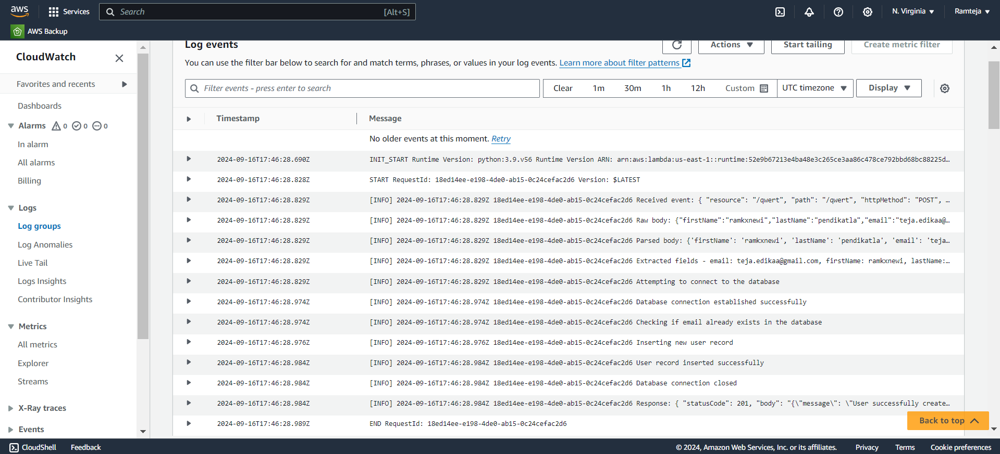 aws
Services
Search
[Alt+S]
N. Virginia
Ramteja
AWS Backup
CloudWatch
Favorites and recents
Dashboards
Alarms 0 0 0
In alarm
All alarms
Billing
Logs
Log groups
Log Anomalies
Live Tail
Logs Insights
Contributor Insights
Metrics
All metrics
Explorer
Streams
X-Ray traces
Events
Log events
Actions
Start tailing
Create metric filter
You can use the filter bar below to search for and match terms, phrases, or values in your log events. Learn more about filter patterns
Filter events - press enter to search
Clear 1m 30m 1h 12h Custom UTC timezone Display
Timestamp Message
No older events at this moment. Retry
2024-09-16T17:46:28.690Z INIT_START Runtime Version: python:3.9.v56 Runtime Version ARN: arn:aws:lambda:us-east-1::runtime:52e9b67213e4ba48e3c265ce3aa86c478ce792bbd68bc88225d…
2024-09-16T17:46:28.828Z START RequestId: 18ed14ee-e198-4de0-ab15-0c24cefac2d6 Version: $LATEST
2024-09-16T17:46:28.829Z [INFO] 2024-09-16T17:46:28.829Z 18ed14ee-e198-4de0-ab15-0c24cefac2d6 Received event: { "resource": "/qwert", "path": "/qwert", "httpMethod": "POST", …
2024-09-16T17:46:28.829Z [INFO] 2024-09-16T17:46:28.829Z 18ed14ee-e198-4de0-ab15-0c24cefac2d6 Raw body: {"firstName":"ramkxnewi","lastName":"pendikatla","email":"teja.edikaa@…
2024-09-16T17:46:28.829Z [INFO] 2024-09-16T17:46:28.829Z 18ed14ee-e198-4de0-ab15-0c24cefac2d6 Parsed body: {'firstName': 'ramkxnewi', 'lastName': 'pendikatla', 'email': 'teja…
2024-09-16T17:46:28.829Z [INFO] 2024-09-16T17:46:28.829Z 18ed14ee-e198-4de0-ab15-0c24cefac2d6 Extracted fields - email: teja.edikaa@gmail.com, firstName: ramkxnewi, lastName:…
2024-09-16T17:46:28.829Z [INFO] 2024-09-16T17:46:28.829Z 18ed14ee-e198-4de0-ab15-0c24cefac2d6 Attempting to connect to the database
2024-09-16T17:46:28.974Z [INFO] 2024-09-16T17:46:28.974Z 18ed14ee-e198-4de0-ab15-0c24cefac2d6 Database connection established successfully
2024-09-16T17:46:28.974Z [INFO] 2024-09-16T17:46:28.974Z 18ed14ee-e198-4de0-ab15-0c24cefac2d6 Checking if email already exists in the database
2024-09-16T17:46:28.976Z [INFO] 2024-09-16T17:46:28.976Z 18ed14ee-e198-4de0-ab15-0c24cefac2d6 Inserting new user record
2024-09-16T17:46:28.984Z [INFO] 2024-09-16T17:46:28.984Z 18ed14ee-e198-4de0-ab15-0c24cefac2d6 User record inserted successfully
2024-09-16T17:46:28.984Z [INFO] 2024-09-16T17:46:28.984Z 18ed14ee-e198-4de0-ab15-0c24cefac2d6 Database connection closed
2024-09-16T17:46:28.984Z [INFO] 2024-09-16T17:46:28.984Z 18ed14ee-e198-4de0-ab15-0c24cefac2d6 Response: { "statusCode": 201, "body": "{\"message\": \"User successfully create…
2024-09-16T17:46:28.989Z END RequestId: 18ed14ee-e198-4de0-ab15-0c24cefac2d6
Back to top
CloudShell Feedback
© 2024, Amazon Web Services, Inc. or its affiliates. Privacy Terms Cookie preferences